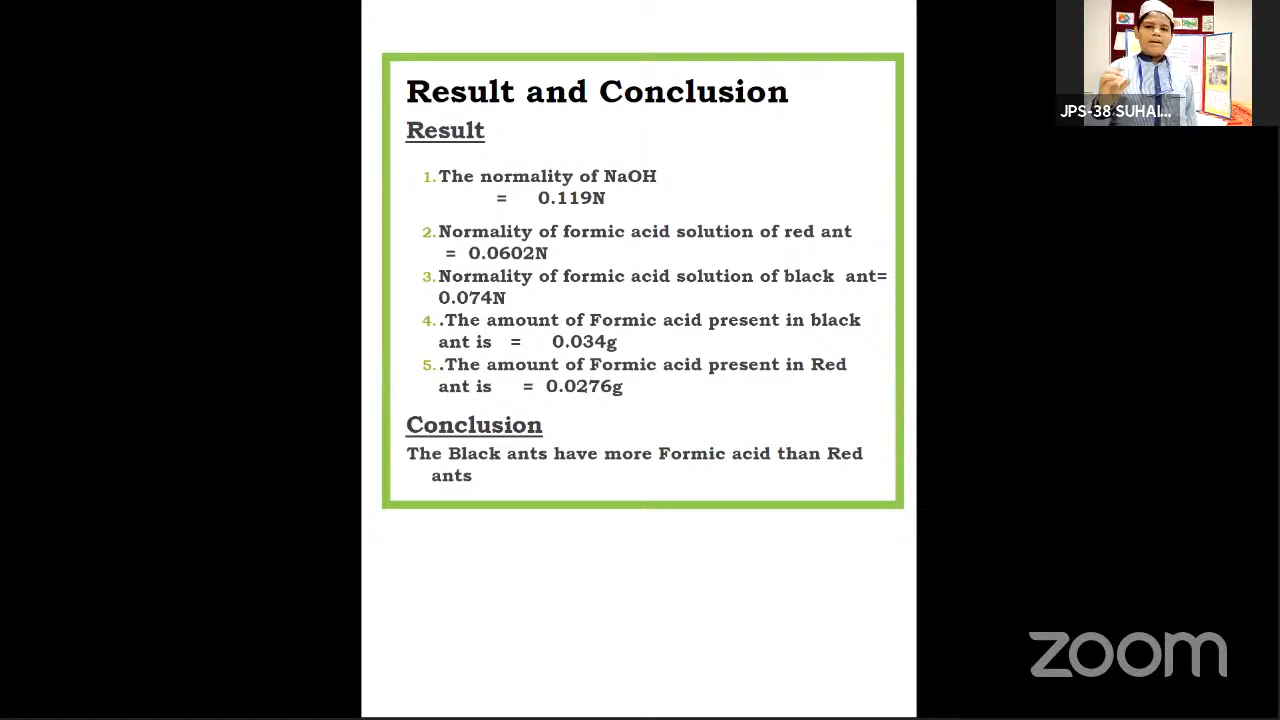 Result and Conclusion
Result
1. The normality of NaOH
= 0.119N
2. Normality of formic acid solution of red ant
= 0.0602N
3. Normality of formic acid solution of black ant=
0.074N
4. .The amount of Formic acid present in black
ant is = 0.034g
5. .The amount of Formic acid present in Red
ant is = 0.0276g
Conclusion
The Black ants have more Formic acid than Red
ants
JPS-38 SUHAI...
zoom